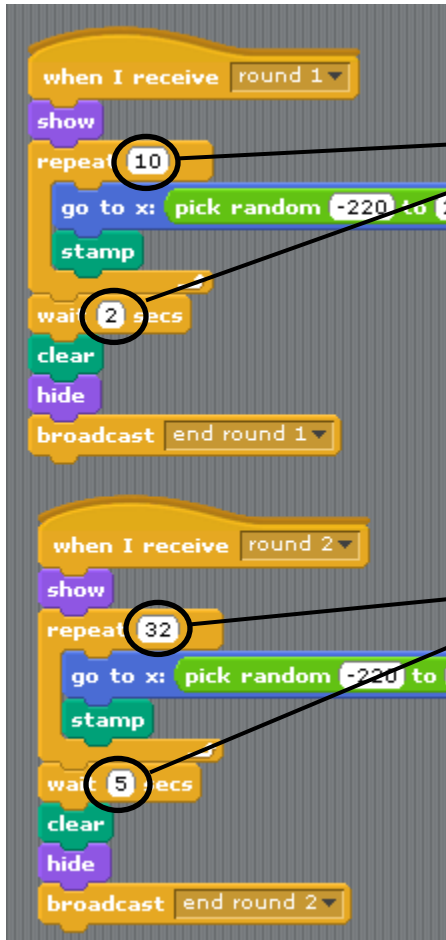 when I receive round 1
show
repeat 10
go to x: pick random -220 to
stamp
wait 2 secs
clear
hide
broadcast end round 1
when I receive round 2
show
repeat 32
go to x: pick random -220 to
stamp
wait 5 secs
clear
hide
broadcast end round 2